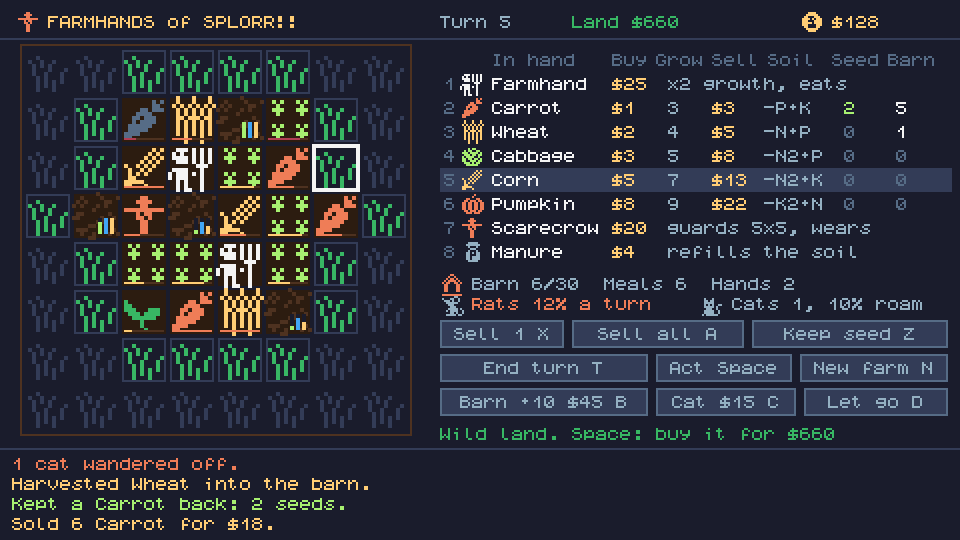 FARMHANDS of SPLORR!! Turn 5 Land $660 $128
In hand Buy Grow Sell Soil Seed Barn
1 Farmhand $25 x2 growth, eats
2 Carrot $1 3 $3 -P+K 2 5
3 Wheat $2 4 $5 -N+P 0 1
4 Cabbage $3 5 $8 -N2+P 0 0
5 Corn $5 7 $13 -N2+K 0 0
6 Pumpkin $8 9 $22 -K2+N 0 0
7 Scarecrow $20 guards 5x5, wears
8 Manure $4 refills the soil
Barn 6/30 Meals 6 Hands 2
Rats 12% a turn Cats 1, 10% roam
Sell 1 X Sell all A Keep seed Z
End turn T Act Space New farm N
Barn +10 $45 B Cat $15 C Let go D
Wild land. Space: buy it for $660
1 cat wandered off.
Harvested Wheat into the barn.
Kept a Carrot back: 2 seeds.
Sold 6 Carrot for $18.